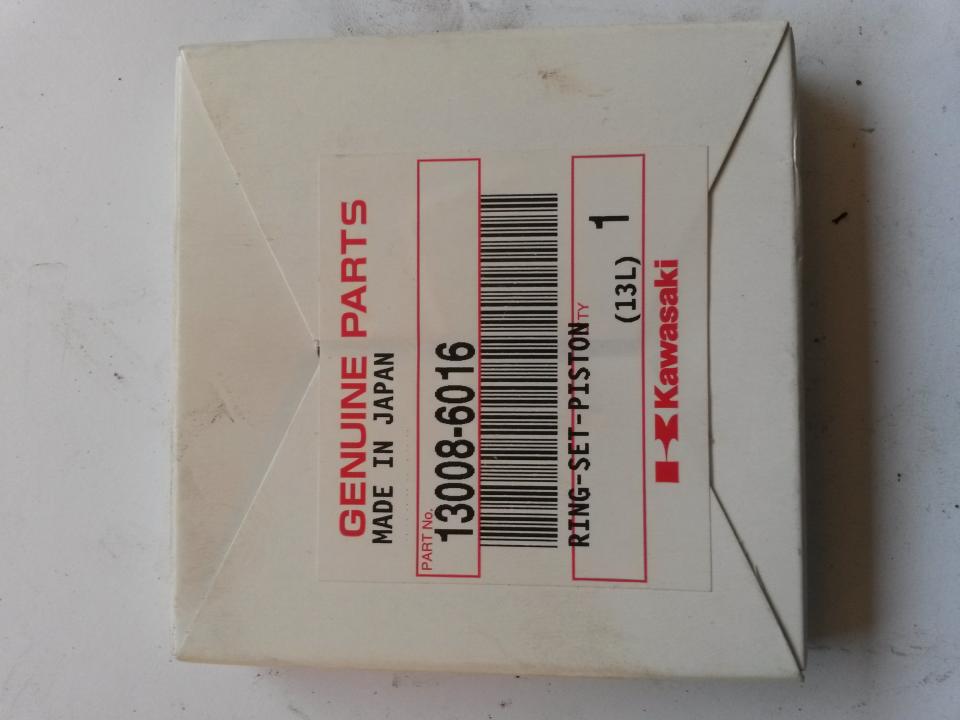 GENUINE PARTS
MADE IN JAPAN
PART No.
13008-6016
RING-SET-PISTON
TY
(13L) 1
Kawasaki